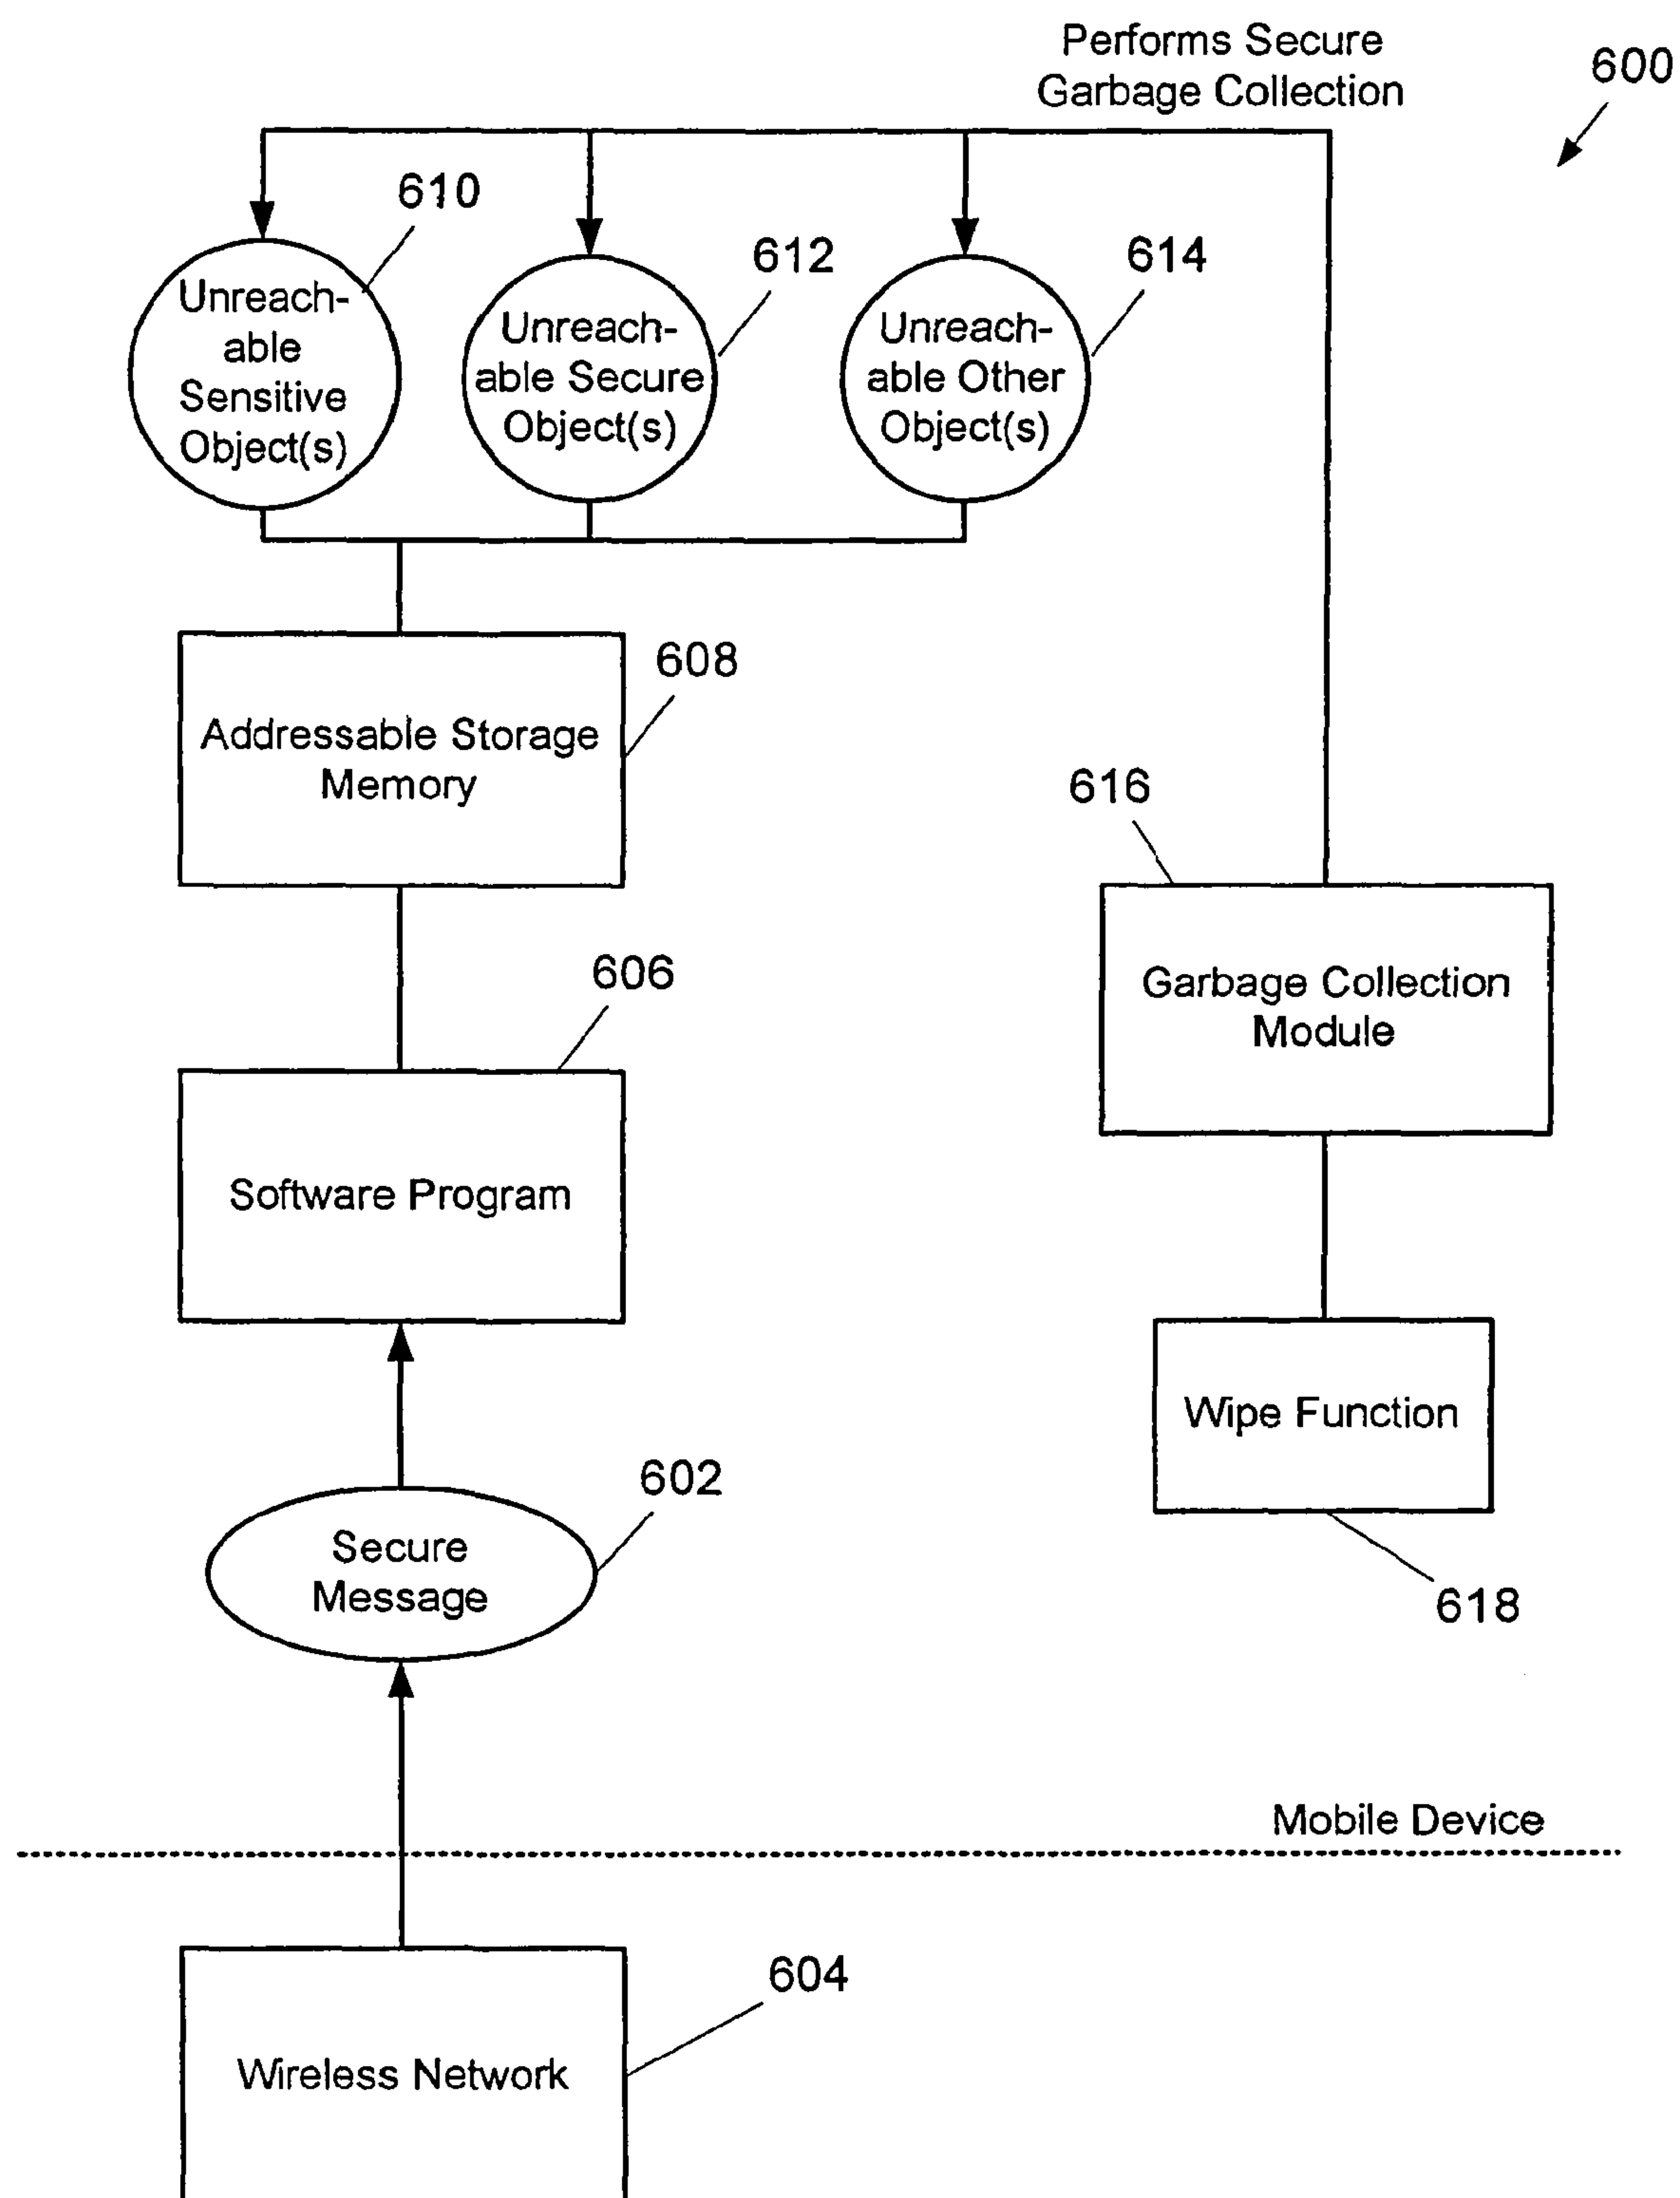 Performs Secure
Garbage Collection
600
610
612
614
Unreach-
able
Sensitive
Object(s)
Unreach-
able Secure
Object(s)
Unreach-
able Other
Object(s)
608
Addressable Storage
Memory
616
606
Garbage Collection
Module
Software Program
Wipe Function
602
Secure
Message
618
Mobile Device
604
Wireless Network